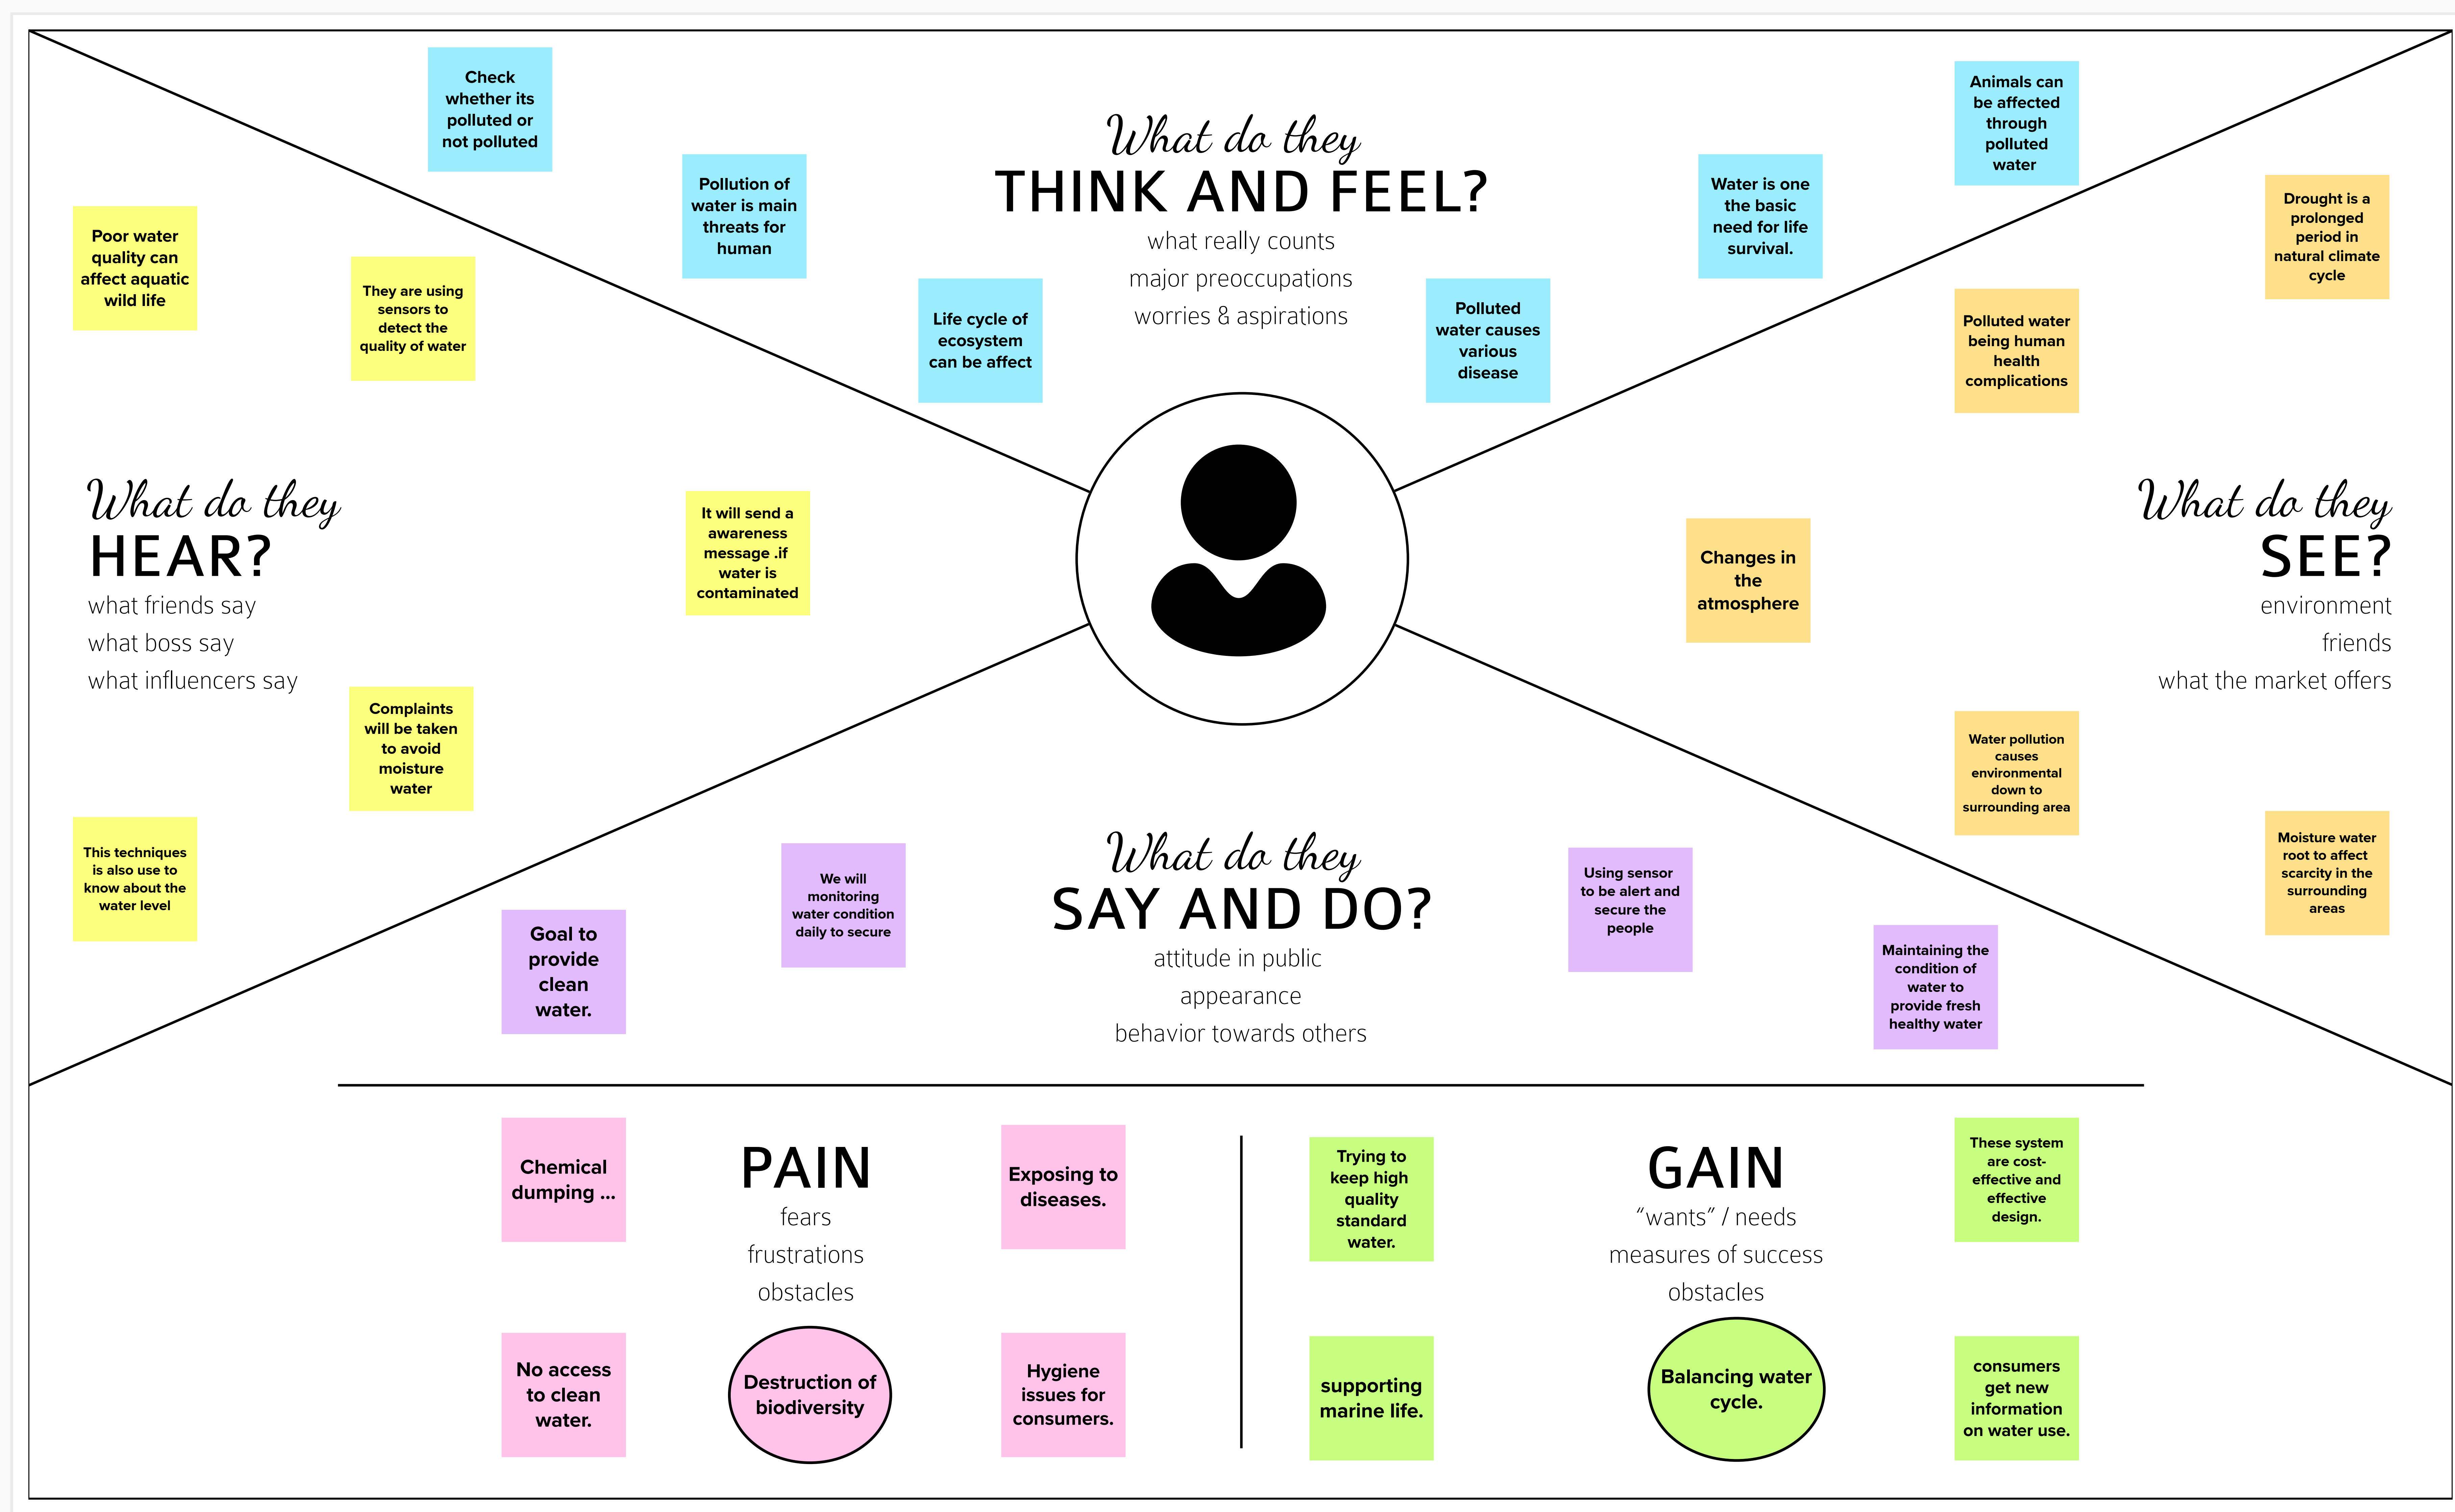 Check
whether its
polluted or
not polluted
Pollution of
water is main
threats for
human
Life cycle of
ecosystem
can be affect
What do they
THINK AND FEEL?
what really counts
major preoccupations
worries & aspirations
Polluted
water causes
various
disease
Water is one
the basic
need for life
survival.
Animals can
be affected
through
polluted
water
Poor water
quality can
affect aquatic
wild life
They are using
sensors to
detect the
quality of water
It will send a
awareness
message .if
water is
contaminated
What do they
HEAR?
what friends say
what boss say
what influencers say
Complaints
will be taken
to avoid
moisture
water
This techniques
is also use to
know about the
water level
Drought is a
prolonged
period in
natural climate
cycle
Polluted water
being human
health
complications
Changes in
the
atmosphere
What do they
SEE?
environment
friends
what the market offers
Water pollution
causes
environmental
down to
surrounding area
Moisture water
root to affect
scarcity in the
surrounding
areas
Goal to
provide
clean
water.
We will
monitoring
water condition
daily to secure
What do they
SAY AND DO?
attitude in public
appearance
behavior towards others
Using sensor
to be alert and
secure the
people
Maintaining the
condition of
water to
provide fresh
healthy water
Chemical
dumping ...
PAIN
fears
frustrations
obstacles
Exposing to
diseases.
No access
to clean
water.
Destruction of
biodiversity
Hygiene
issues for
consumers.
Trying to
keep high
quality
standard
water.
GAIN
“wants” / needs
measures of success
obstacles
These system
are cost-
effective and
effective
design.
supporting
marine life.
Balancing water
cycle.
consumers
get new
information
on water use.